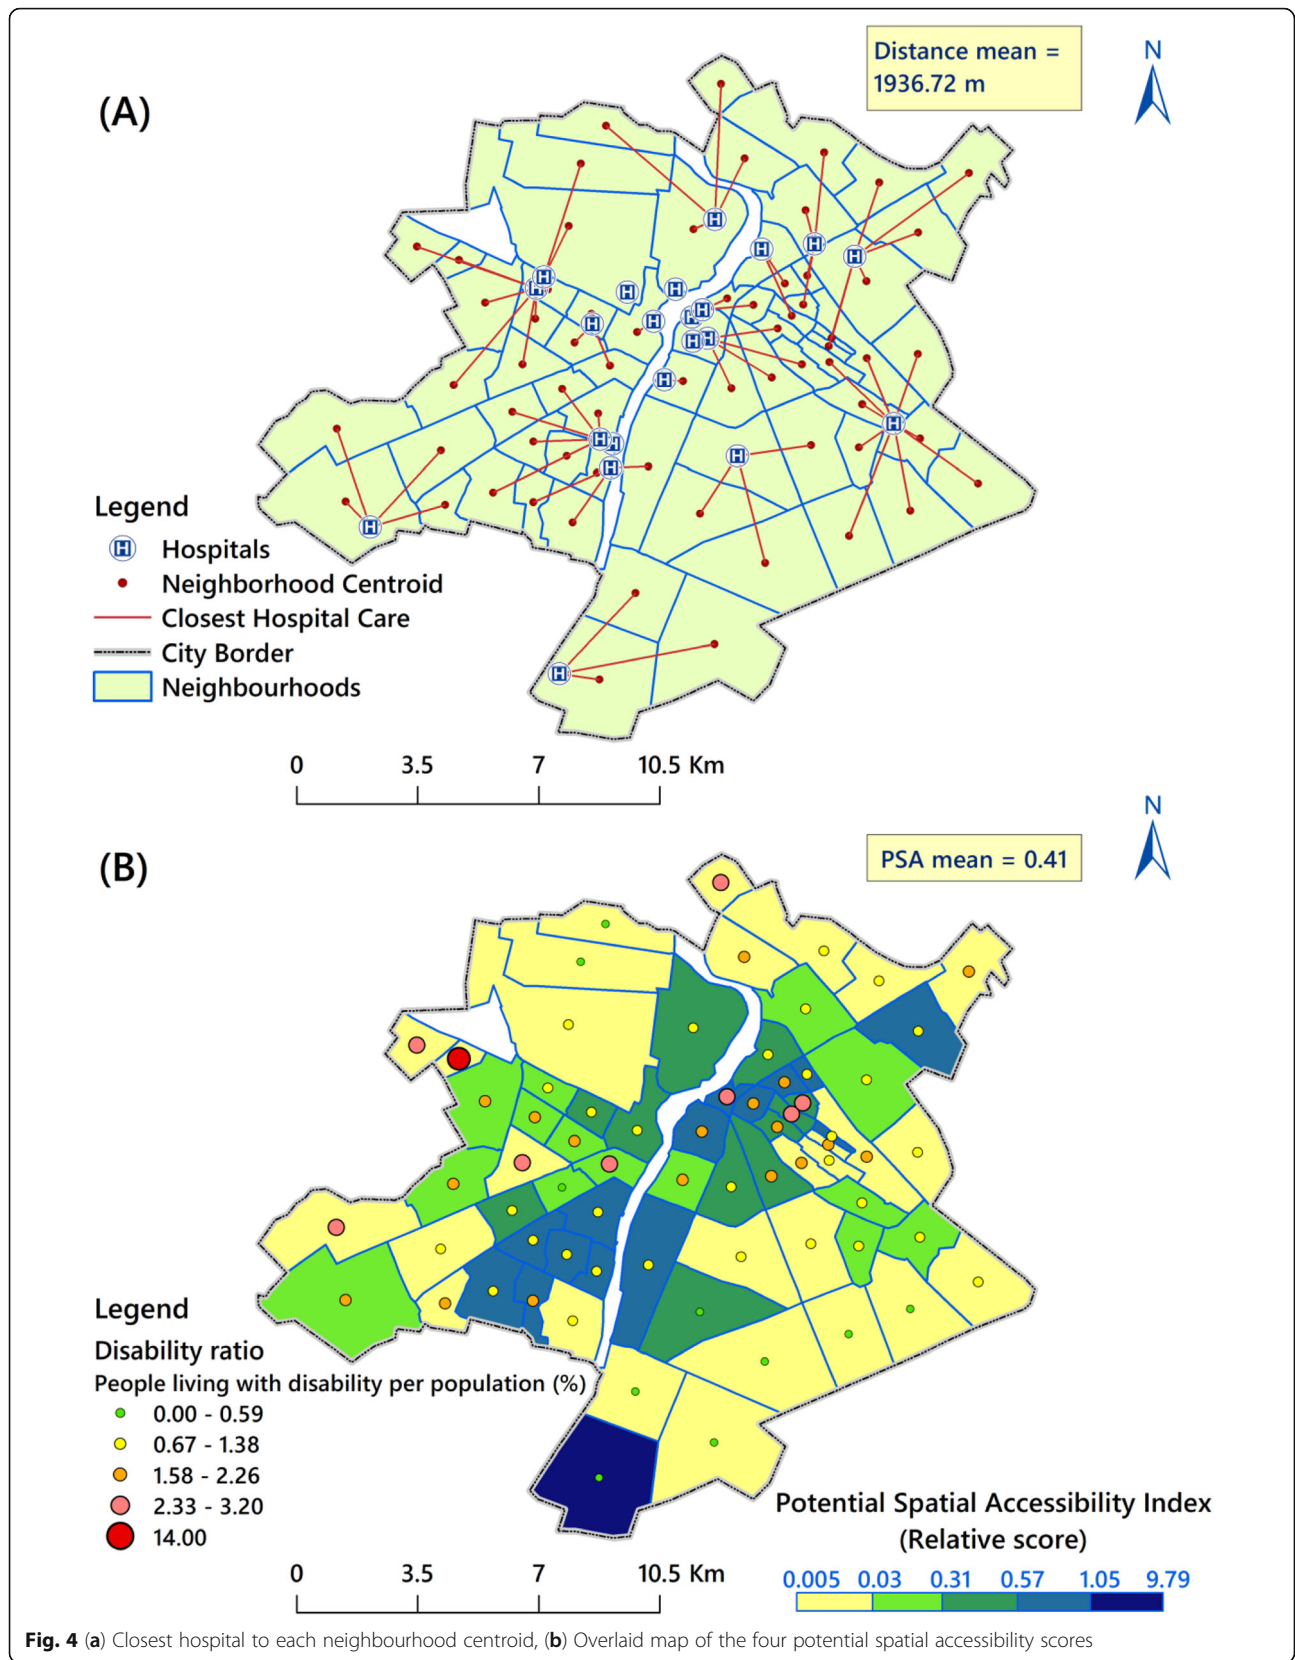 (A)
Distance mean =
1936.72 m
N
H H H H H H H H H H H H H H H H H H H H H
Legend
H Hospitals
Neighborhood Centroid
Closest Hospital Care
City Border
Neighbourhoods
0 3.5 7 10.5 Km
(B)
PSA mean = 0.41
N
Legend
Disability ratio
People living with disability per population (%)
0.00 - 0.59
0.67 - 1.38
1.58 - 2.26
2.33 - 3.20
14.00
Potential Spatial Accessibility Index
(Relative score)
0.005 0.03 0.31 0.57 1.05 9.79
0 3.5 7 10.5 Km
Fig. 4 (a) Closest hospital to each neighbourhood centroid, (b) Overlaid map of the four potential spatial accessibility scores